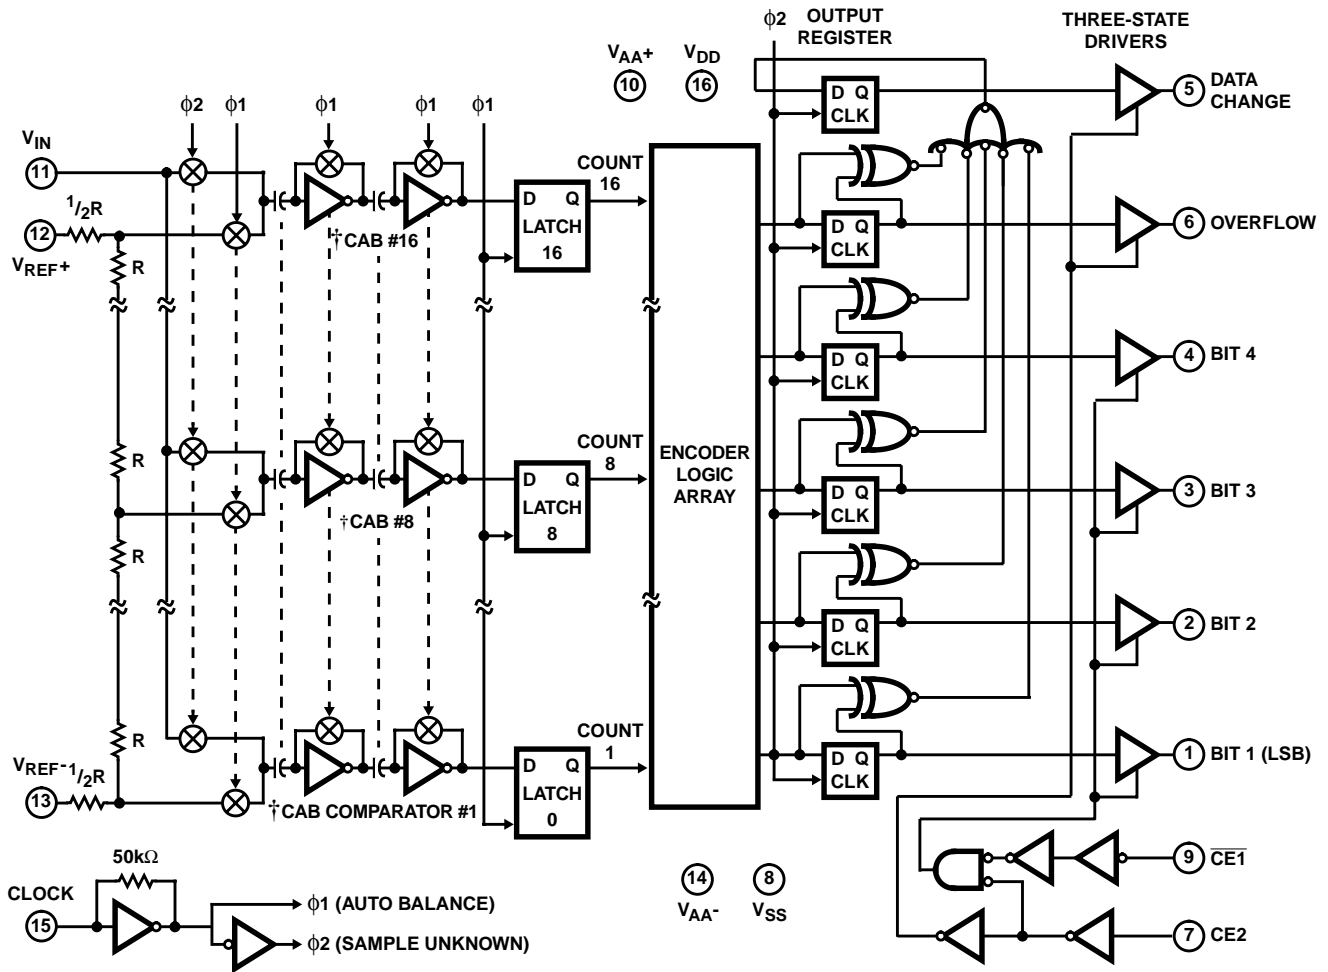 ϕ2
OUTPUT
REGISTER
THREE-STATE
DRIVERS
VAA+
10
VDD
16
D Q
CLK
5
DATA
CHANGE
ϕ2
ϕ1
ϕ1
ϕ1
ϕ1
VIN
11
COUNT
16
1/2R
12
VREF+
R
†CAB #16
D Q
LATCH
16
D Q
CLK
6
OVERFLOW
D Q
CLK
4
BIT 4
R
COUNT
8
ENCODER
LOGIC
ARRAY
D Q
LATCH
8
†CAB #8
R
D Q
CLK
3
BIT 3
D Q
CLK
2
BIT 2
R
COUNT
1
VREF-
1/2R
13
†CAB COMPARATOR #1
D Q
LATCH
0
D Q
CLK
1
BIT 1 (LSB)
50kΩ
CLOCK
15
ϕ1 (AUTO BALANCE)
ϕ2 (SAMPLE UNKNOWN)
14
VAA-
8
VSS
9
CE1
7
CE2